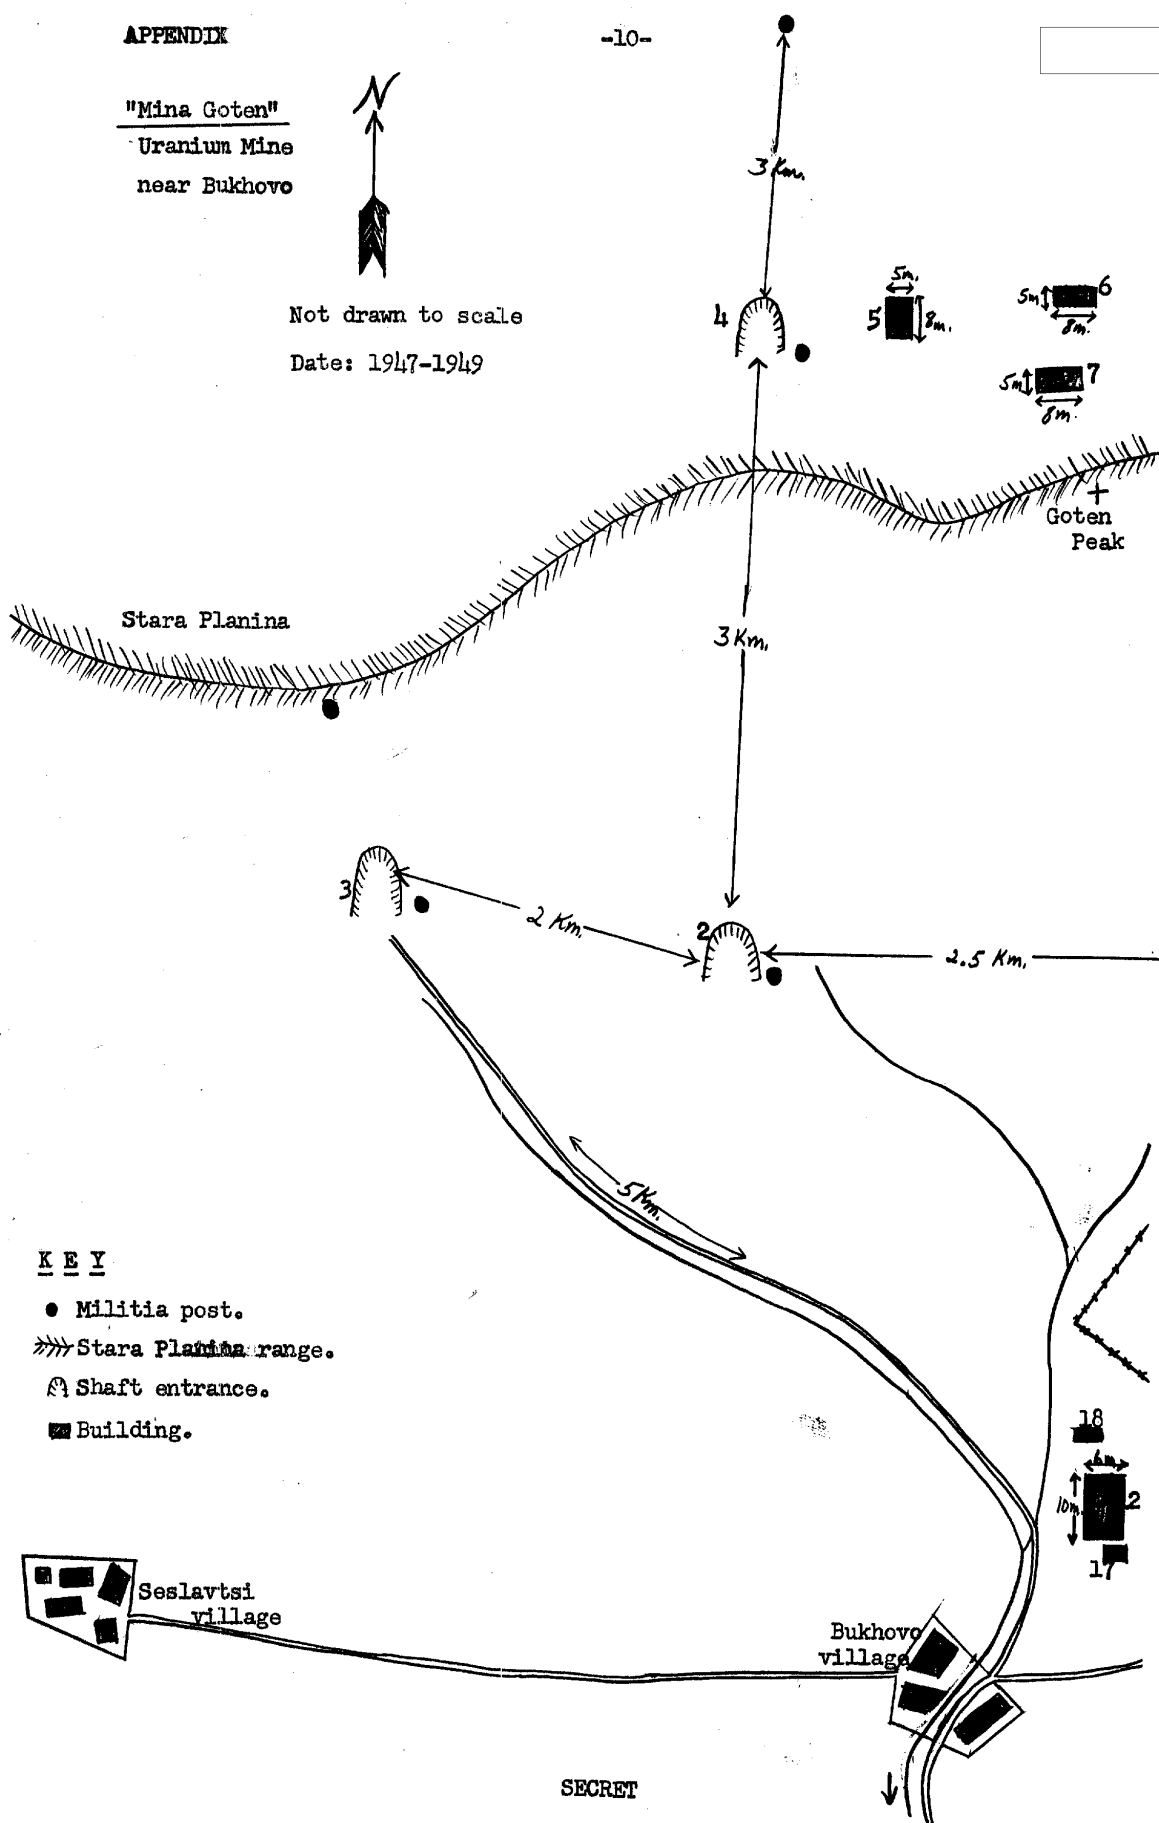 APPENDIX
-10-
"Mina Goten"
Uranium Mine
near Bukhovo
N
Not drawn to scale
Date: 1947-1949
3 Km.
4
5m.
5
8m.
5m
6
8m.
5m
7
8m.
Goten
Peak
Stara Planina
3 Km.
3
2 Km.
2
2.5 Km.
5 Km.
K E Y
Militia post.
Stara Planina range.
Shaft entrance.
Building.
18
6m
10m.
2
17
Seslavtsi
village
Bukhovo
village
SECRET